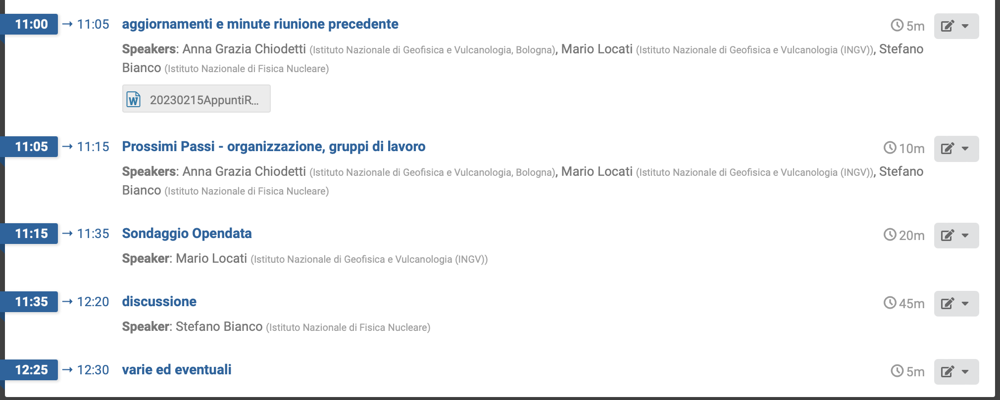 11:00 → 11:05 aggiornamenti e minute riunione precedente 5m
Speakers: Anna Grazia Chiodetti (Istituto Nazionale di Geofisica e Vulcanologia, Bologna), Mario Locati (Istituto Nazionale di Geofisica e Vulcanologia (INGV)), Stefano
Bianco (Istituto Nazionale di Fisica Nucleare)
20230215AppuntiR...
11:05 → 11:15 Prossimi Passi - organizzazione, gruppi di lavoro 10m
Speakers: Anna Grazia Chiodetti (Istituto Nazionale di Geofisica e Vulcanologia, Bologna), Mario Locati (Istituto Nazionale di Geofisica e Vulcanologia (INGV)), Stefano
Bianco (Istituto Nazionale di Fisica Nucleare)
11:15 → 11:35 Sondaggio Opendata 20m
Speaker: Mario Locati (Istituto Nazionale di Geofisica e Vulcanologia (INGV))
11:35 → 12:20 discussione 45m
Speaker: Stefano Bianco (Istituto Nazionale di Fisica Nucleare)
12:25 → 12:30 varie ed eventuali 5m